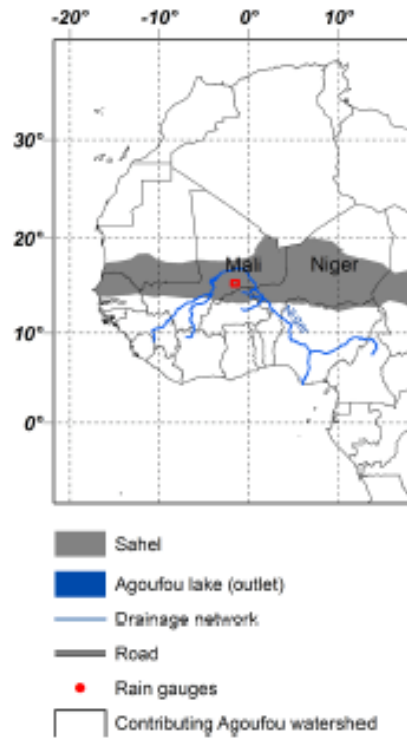 -20° -10° 0° 10°
30°
20°
Mali Niger
Niger
10°
0°
Sahel
Agoufou lake (outlet)
Drainage network
Road
Rain gauges
Contributing Agoufou watershed